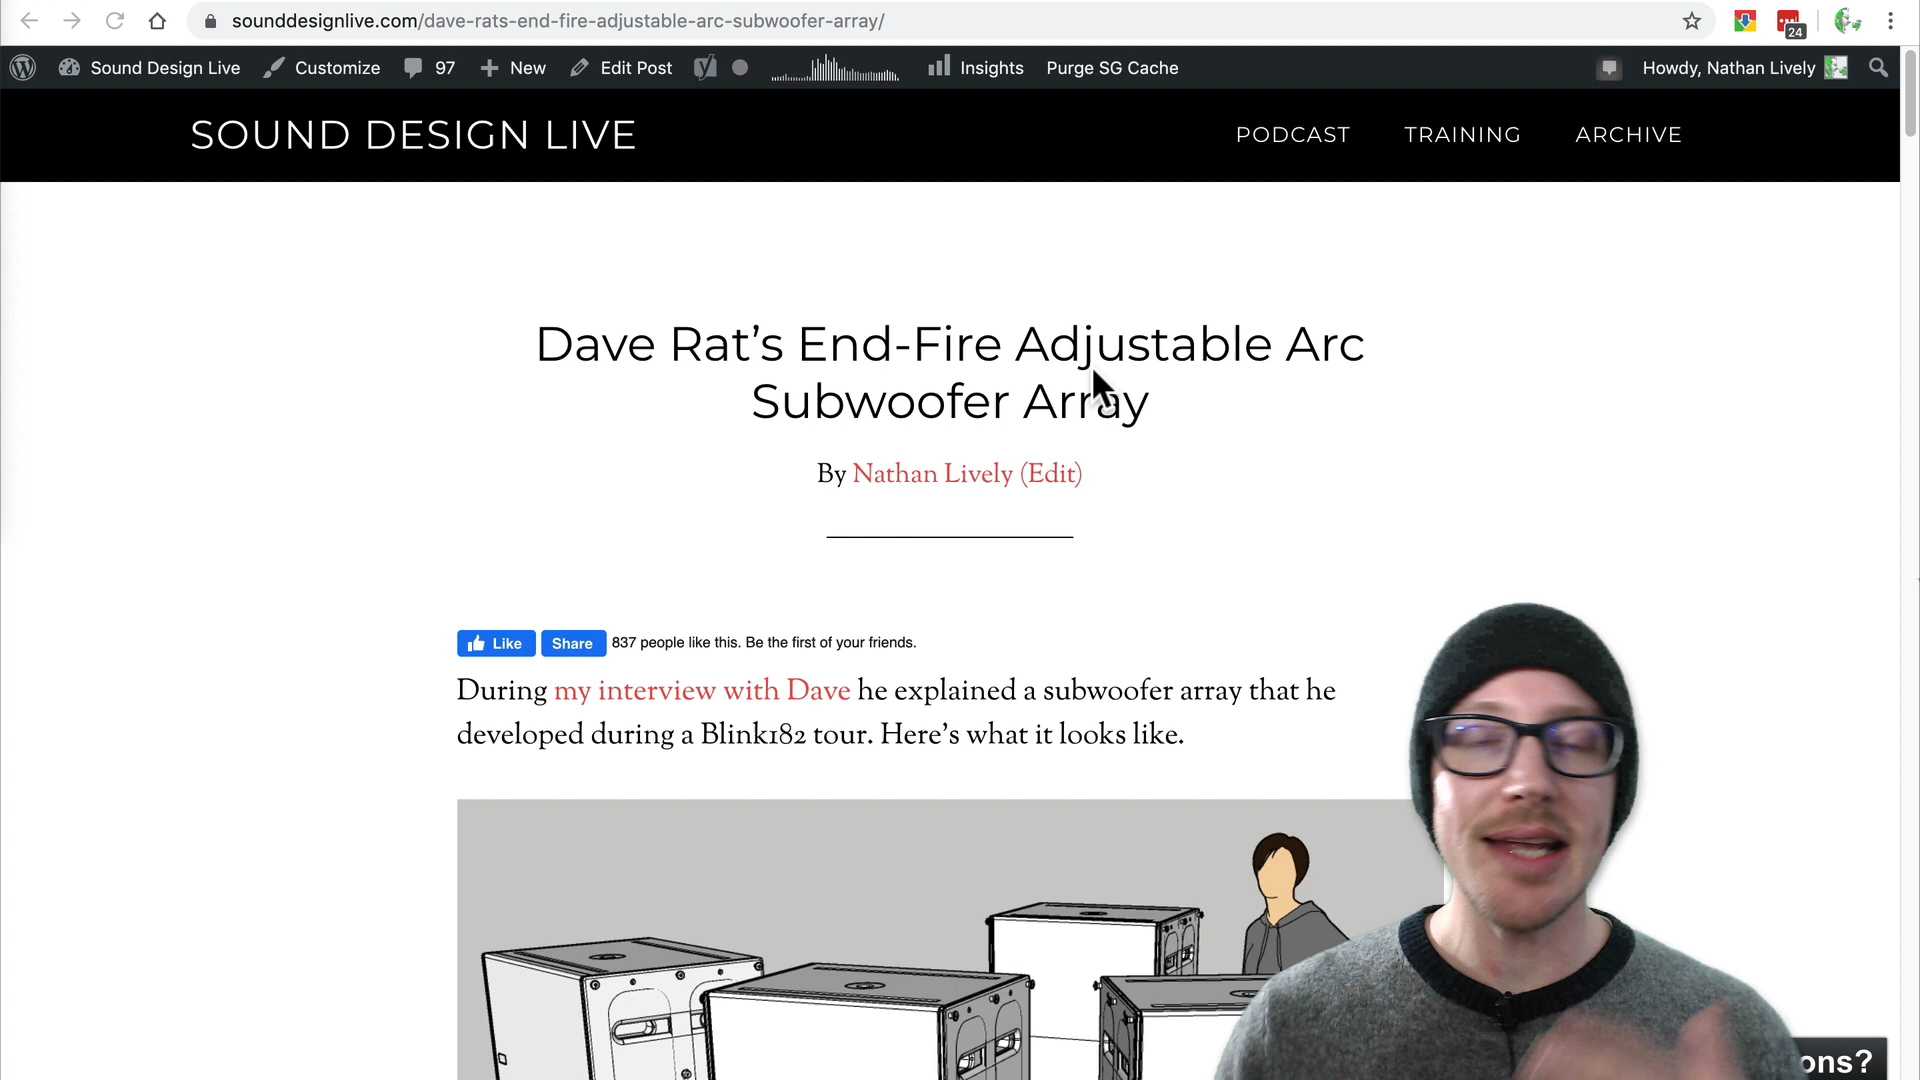 sounddesignlive.com/dave-rats-end-fire-adjustable-arc-subwoofer-array/
24
Sound Design Live Customize 97 New Edit Post Insights Purge SG Cache Howdy, Nathan Lively
SOUND DESIGN LIVE PODCAST TRAINING ARCHIVE
Dave Rat’s End-Fire Adjustable Arc
Subwoofer Array
By Nathan Lively (Edit)
Like Share 837 people like this. Be the first of your friends.
During my interview with Dave he explained a subwoofer array that he
developed during a Blink182 tour. Here’s what it looks like.
ons?